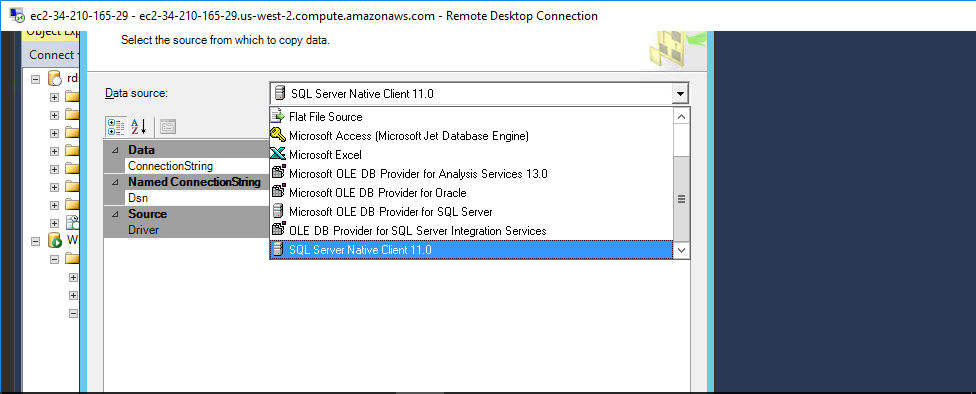 ec2-34-210-165-29 - ec2-34-210-165-29.us-west-2.compute.amazonaws.com - Remote Desktop Connection
Object Exp
Select the source from which to copy data.
Connect
rd
Data source:
SQL Server Native Client 11.0
Flat File Source
Microsoft Access (Microsoft Jet Database Engine)
Microsoft Excel
Microsoft OLE DB Provider for Analysis Services 13.0
Microsoft OLE DB Provider for Oracle
Microsoft OLE DB Provider for SQL Server
OLE DB Provider for SQL Server Integration Services
SQL Server Native Client 11.0
A
Z
Data
ConnectionString
Named ConnectionString
Dsn
Source
Driver
W